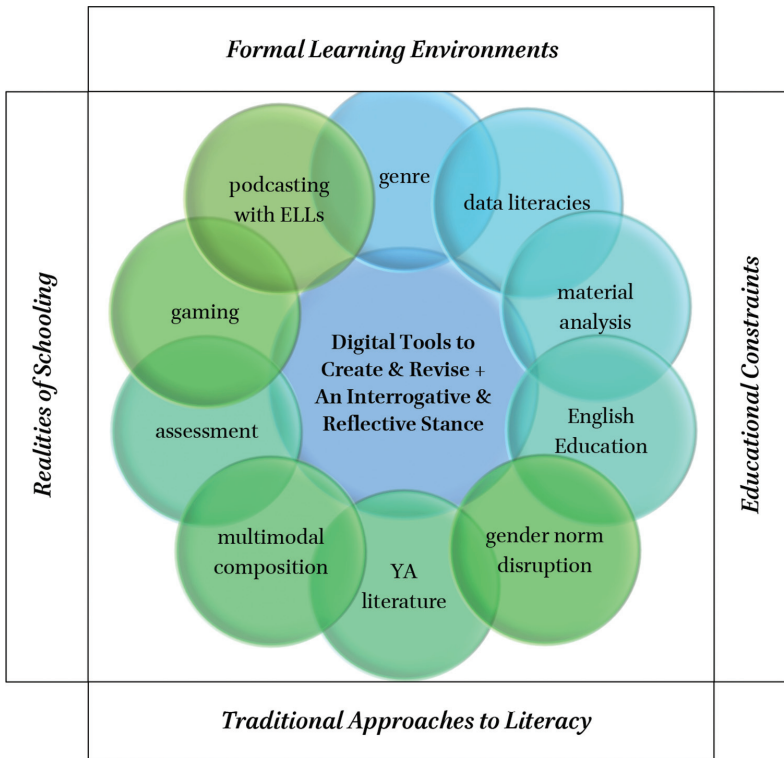 Formal Learning Environments
Realities of Schooling
Educational Constraints
genre
podcasting
with ELLs
data literacies
gaming
material
analysis
Digital Tools to
Create & Revise +
An Interrogative &
Reflective Stance
assessment
English
Education
multimodal
composition
YA
literature
gender norm
disruption
Traditional Approaches to Literacy